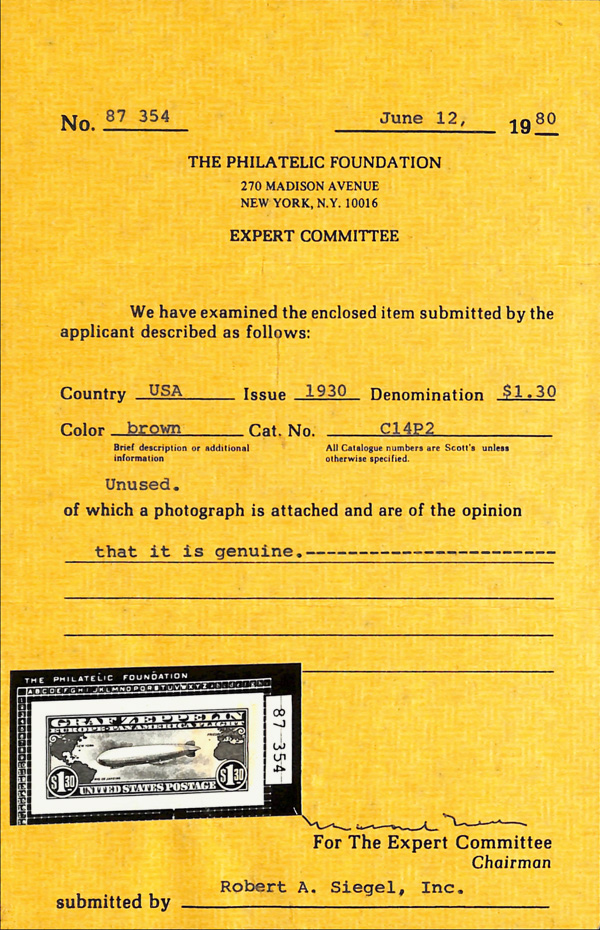 No. 87 354 June 12, 1980
THE PHILATELIC FOUNDATION
270 MADISON AVENUE
NEW YORK, N.Y. 10016
EXPERT COMMITTEE
We have examined the enclosed item submitted by the
applicant described as follows:
Country USA Issue 1930 Denomination $1.30
Color brown Cat. No. C14P2
Brief description or additional
information
All Catalogue numbers are Scott's unless
otherwise specified.
Unused.
of which a photograph is attached and are of the opinion
that it is genuine.-----------------------
THE PHILATELIC FOUNDATION
ABCDEFGHIJKLMNOPQRSTUVWXYZ
87 354
GRAF ZEPPELIN
EUROPE-PAN AMERICA FLIGHT
$1 30 $1 30
UNITED STATES POSTAGE
For The Expert Committee
Chairman
Robert A. Siegel, Inc.
submitted by